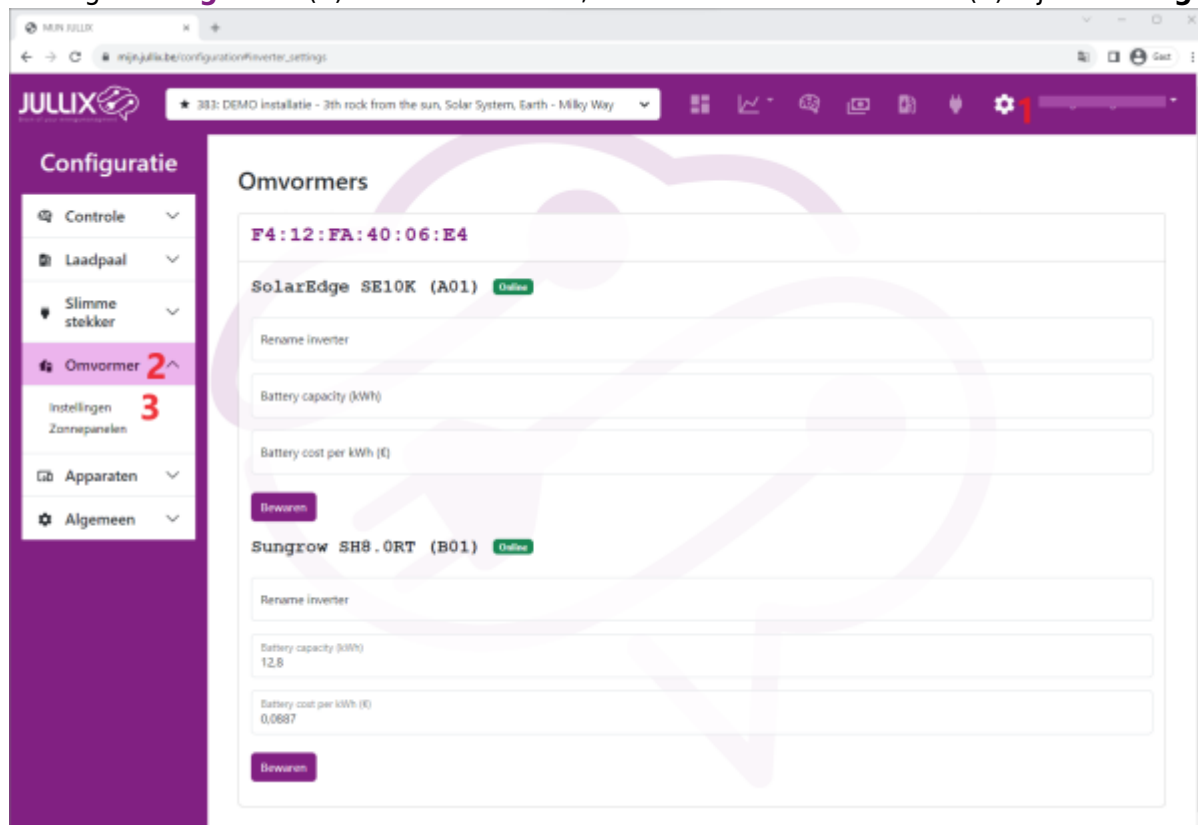 MIJN JULLIX
mijn.jullix.be/configuration#inverter_settings
Gast
JULLIX
★ 383: DEMO installatie - 3th rock from the sun, Solar System, Earth - Milky Way
1
Configuratie
Controle
Laadpaal
Slimme
stekker
Omvormer 2
Instellingen 3
Zonnepanelen
Apparaten
Algemeen
Omvormers
F4:12:FA:40:06:E4
SolarEdge SE10K (A01) Online
Rename inverter
Battery capacity (kWh)
Battery cost per kWh (€)
Bewaren
Sungrow SH8.0RT (B01) Online
Rename inverter
Battery capacity (kWh)
12,8
Battery cost per kWh (€)
0,0887
Bewaren